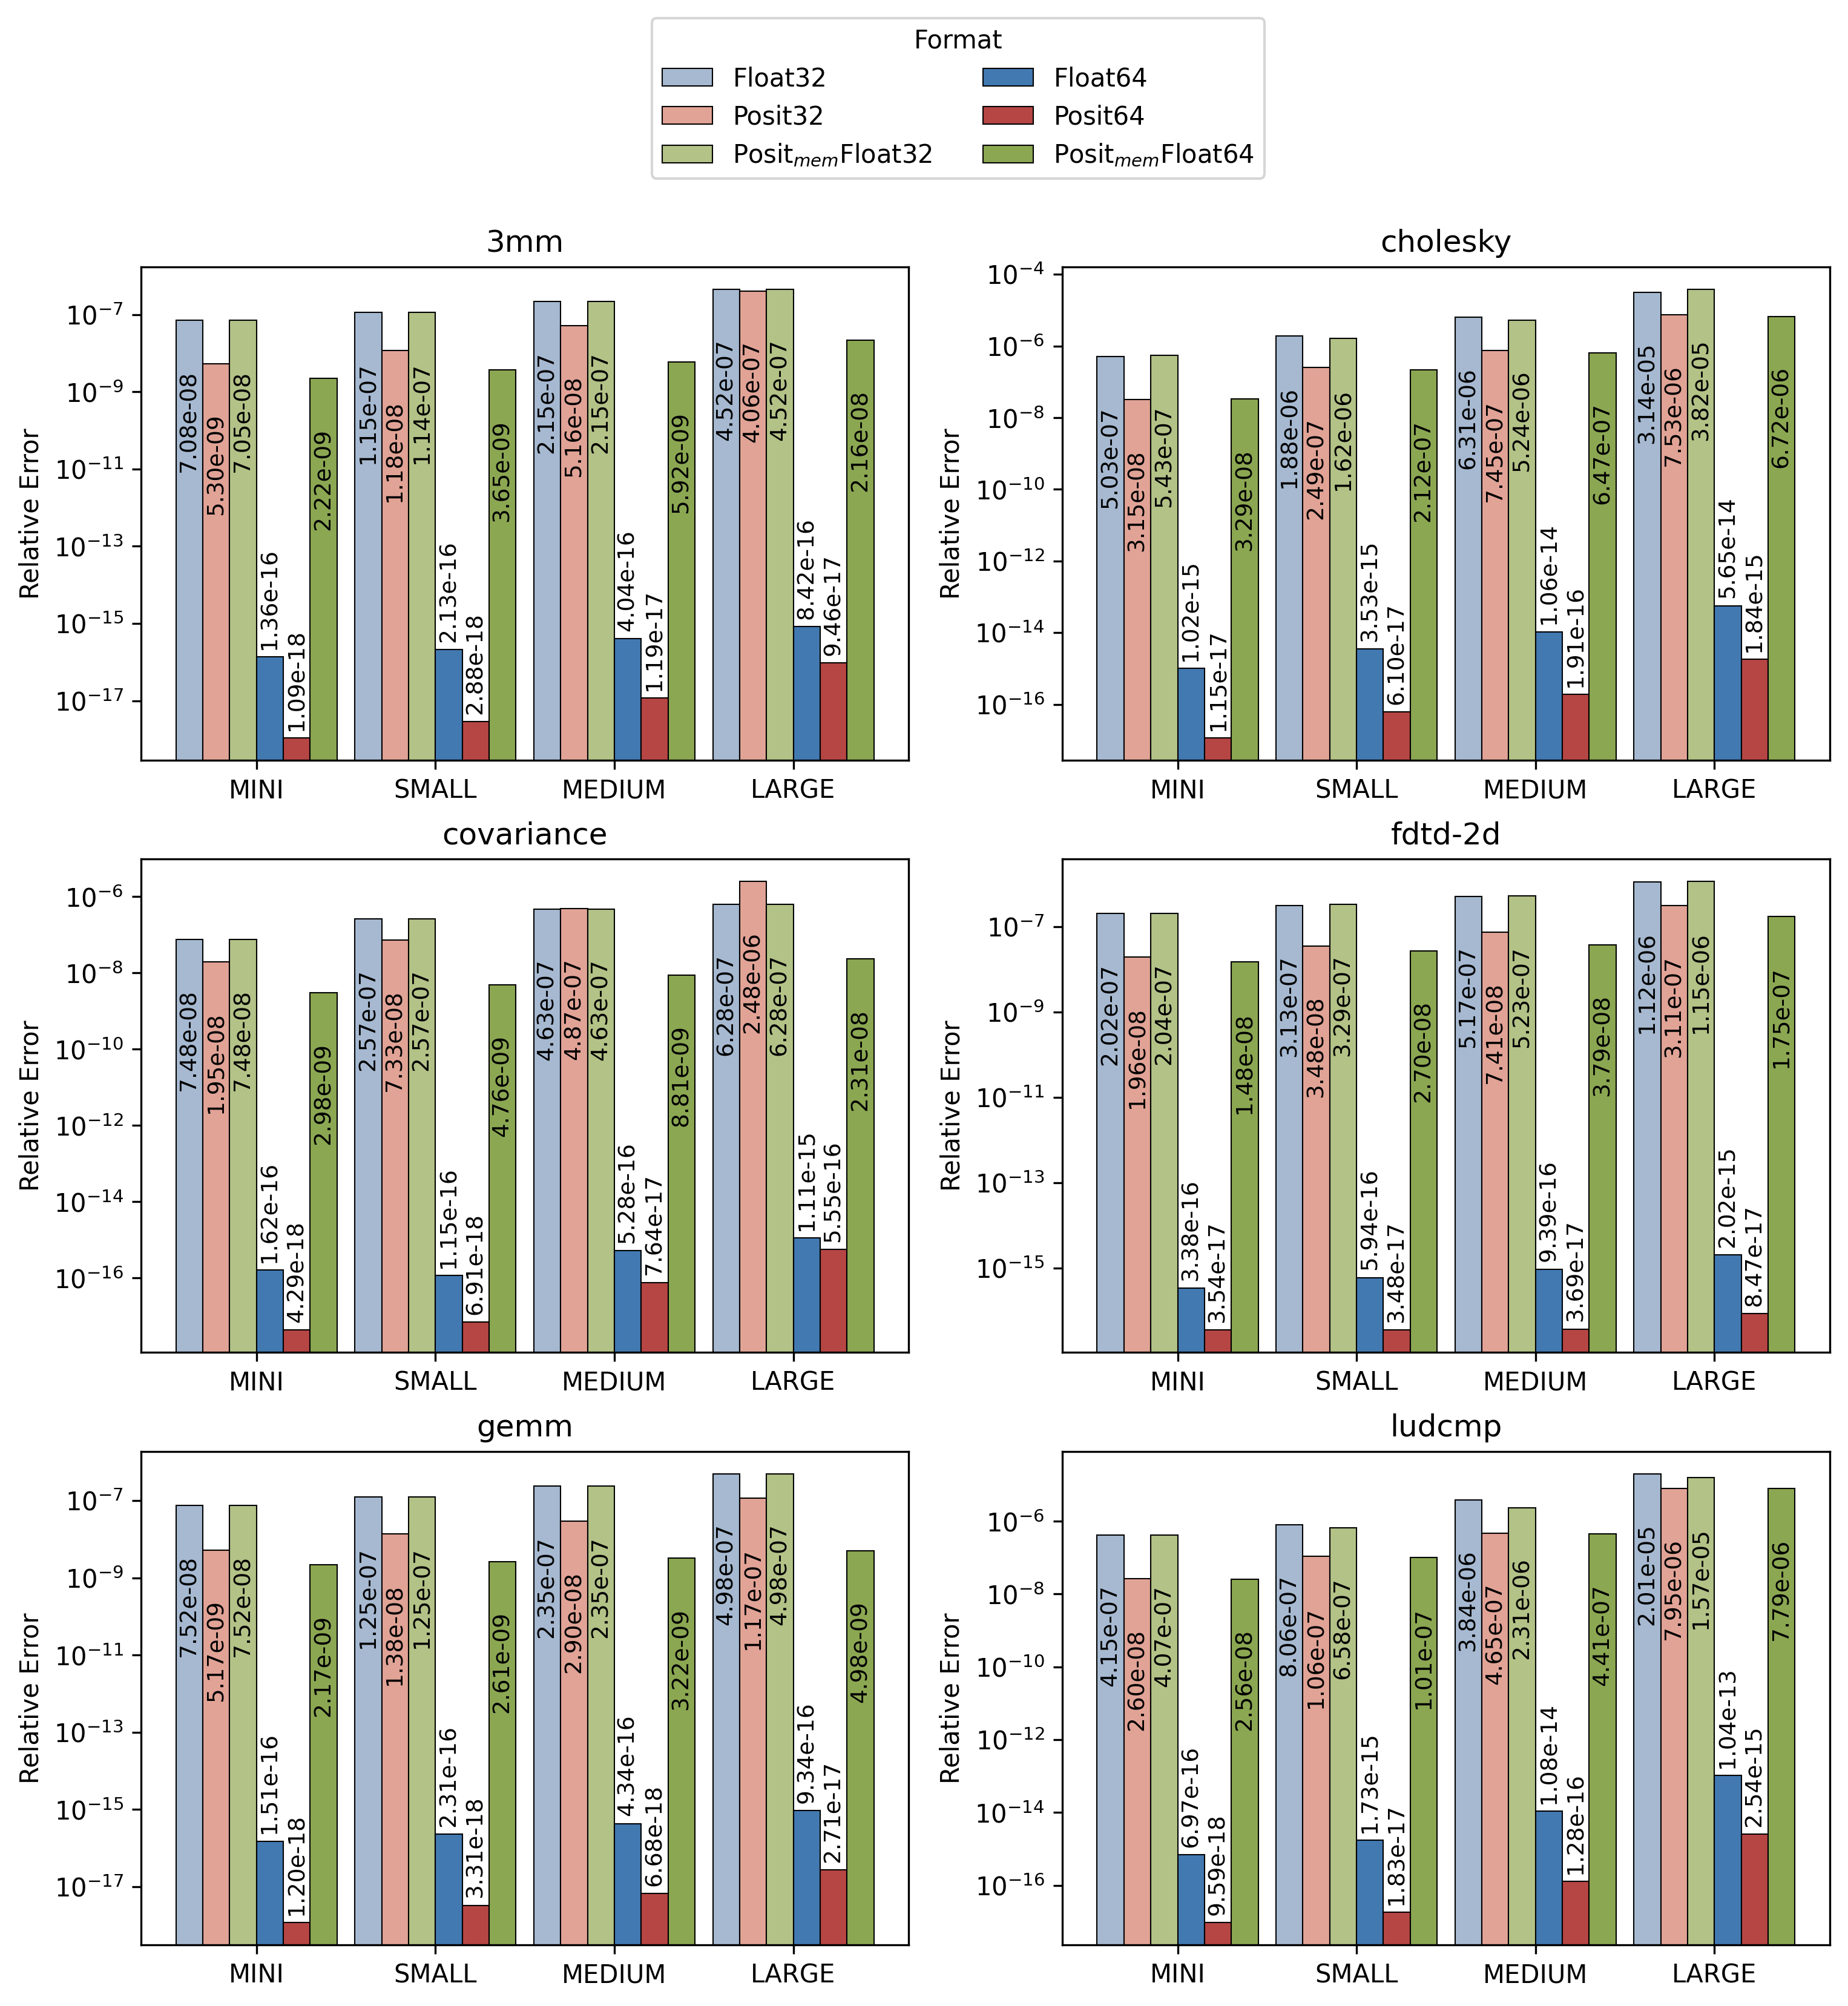 Format
Float32
Posit32
Posit_mem Float32
Float64
Posit64
Posit_mem Float64
3mm
Relative Error
10^-7
10^-9
10^-11
10^-13
10^-15
10^-17
7.08e-08
5.30e-09
7.05e-08
1.36e-16
1.09e-18
2.22e-09
1.15e-07
1.18e-08
1.14e-07
2.13e-16
2.88e-18
3.65e-09
2.15e-07
5.16e-08
2.15e-07
4.04e-16
1.19e-17
5.92e-09
4.52e-07
4.06e-07
4.52e-07
8.42e-16
9.46e-17
2.16e-08
MINI SMALL MEDIUM LARGE
cholesky
Relative Error
10^-4
10^-6
10^-8
10^-10
10^-12
10^-14
10^-16
5.03e-07
3.15e-08
5.43e-07
1.02e-15
1.15e-17
3.29e-08
1.88e-06
2.49e-07
1.62e-06
3.53e-15
6.10e-17
2.12e-07
6.31e-06
7.45e-07
5.24e-06
1.06e-14
1.91e-16
6.47e-07
3.14e-05
7.53e-06
3.82e-05
5.65e-14
1.84e-15
6.72e-06
MINI SMALL MEDIUM LARGE
covariance
Relative Error
10^-6
10^-8
10^-10
10^-12
10^-14
10^-16
7.48e-08
1.95e-08
7.48e-08
1.62e-16
4.29e-18
2.98e-09
2.57e-07
7.33e-08
2.57e-07
1.15e-16
6.91e-18
4.76e-09
4.63e-07
4.87e-07
4.63e-07
5.28e-16
7.64e-17
8.81e-09
6.28e-07
2.48e-06
6.28e-07
1.11e-15
5.55e-16
2.31e-08
MINI SMALL MEDIUM LARGE
fdtd-2d
Relative Error
10^-7
10^-9
10^-11
10^-13
10^-15
2.02e-07
1.96e-08
2.04e-07
3.38e-16
3.54e-17
1.48e-08
3.13e-07
3.48e-08
3.29e-07
5.94e-16
3.48e-17
2.70e-08
5.17e-07
7.41e-08
5.23e-07
9.39e-16
3.69e-17
3.79e-08
1.12e-06
3.11e-07
1.15e-06
2.02e-15
8.47e-17
1.75e-07
MINI SMALL MEDIUM LARGE
gemm
Relative Error
10^-7
10^-9
10^-11
10^-13
10^-15
10^-17
7.52e-08
5.17e-09
7.52e-08
1.51e-16
1.20e-18
2.17e-09
1.25e-07
1.38e-08
1.25e-07
2.31e-16
3.31e-18
2.61e-09
2.35e-07
2.90e-08
2.35e-07
4.34e-16
6.68e-18
3.22e-09
4.98e-07
1.17e-07
4.98e-07
9.34e-16
2.71e-17
4.98e-09
MINI SMALL MEDIUM LARGE
ludcmp
Relative Error
10^-6
10^-8
10^-10
10^-12
10^-14
10^-16
4.15e-07
2.60e-08
4.07e-07
6.97e-16
9.59e-18
2.56e-08
8.06e-07
1.06e-07
6.58e-07
1.73e-15
1.83e-17
1.01e-07
3.84e-06
4.65e-07
2.31e-06
1.08e-14
1.28e-16
4.41e-07
2.01e-05
7.95e-06
1.57e-05
1.04e-13
2.54e-15
7.79e-06
MINI SMALL MEDIUM LARGE